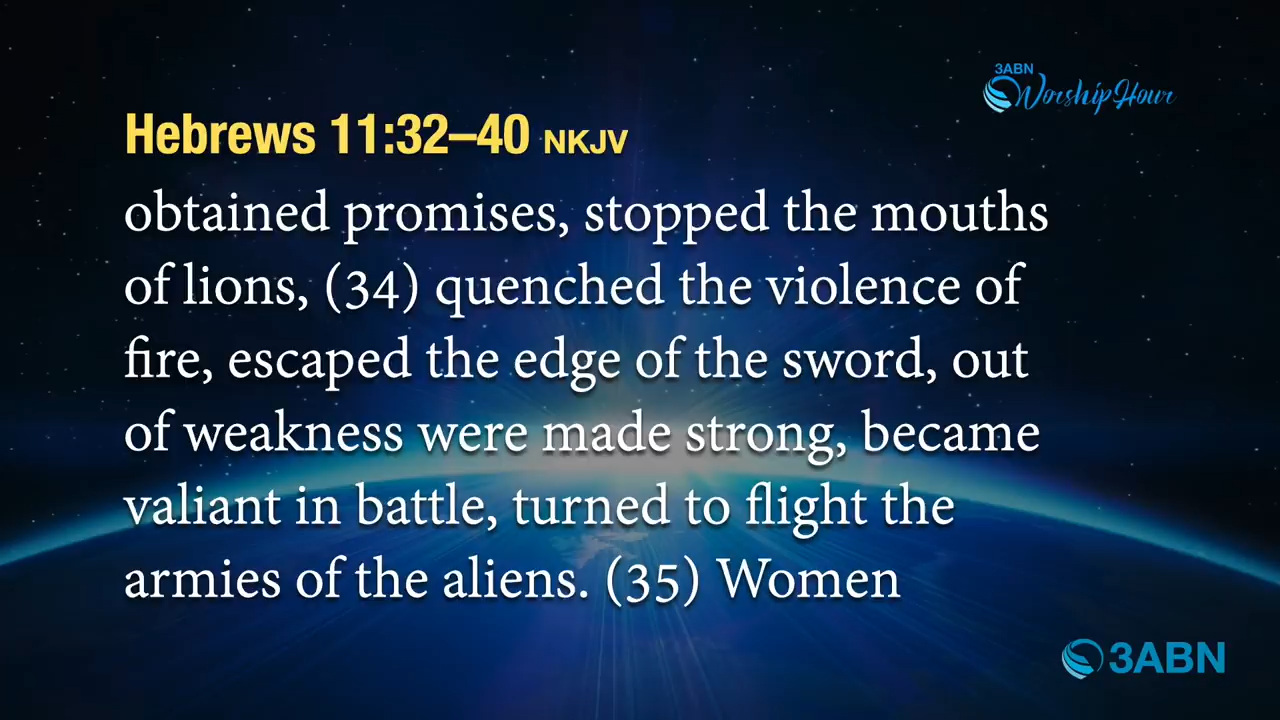 3ABN
Worship Hour
Hebrews 11:32–40 NKJV
obtained promises, stopped the mouths
of lions, (34) quenched the violence of
fire, escaped the edge of the sword, out
of weakness were made strong, became
valiant in battle, turned to flight the
armies of the aliens. (35) Women
3ABN